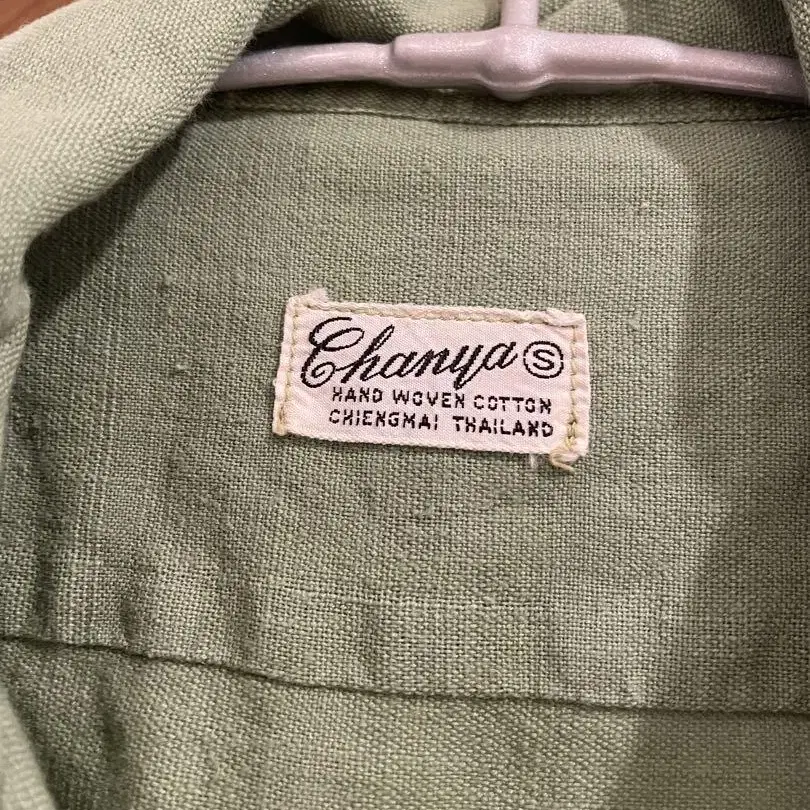 Chanya S
HAND WOVEN COTTON
CHIENGMAI THAILAND